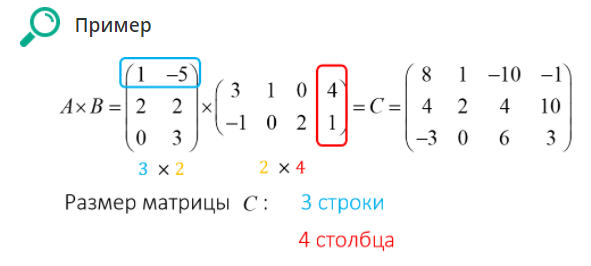 Пример
A × B = (1 −5; 2 2; 0 3) × (3 1 0 4; −1 0 2 1) = C = (8 1 −10 −1; 4 2 4 10; −3 0 6 3)
3 × 2 2 × 4
Размер матрицы C : 3 строки
4 столбца